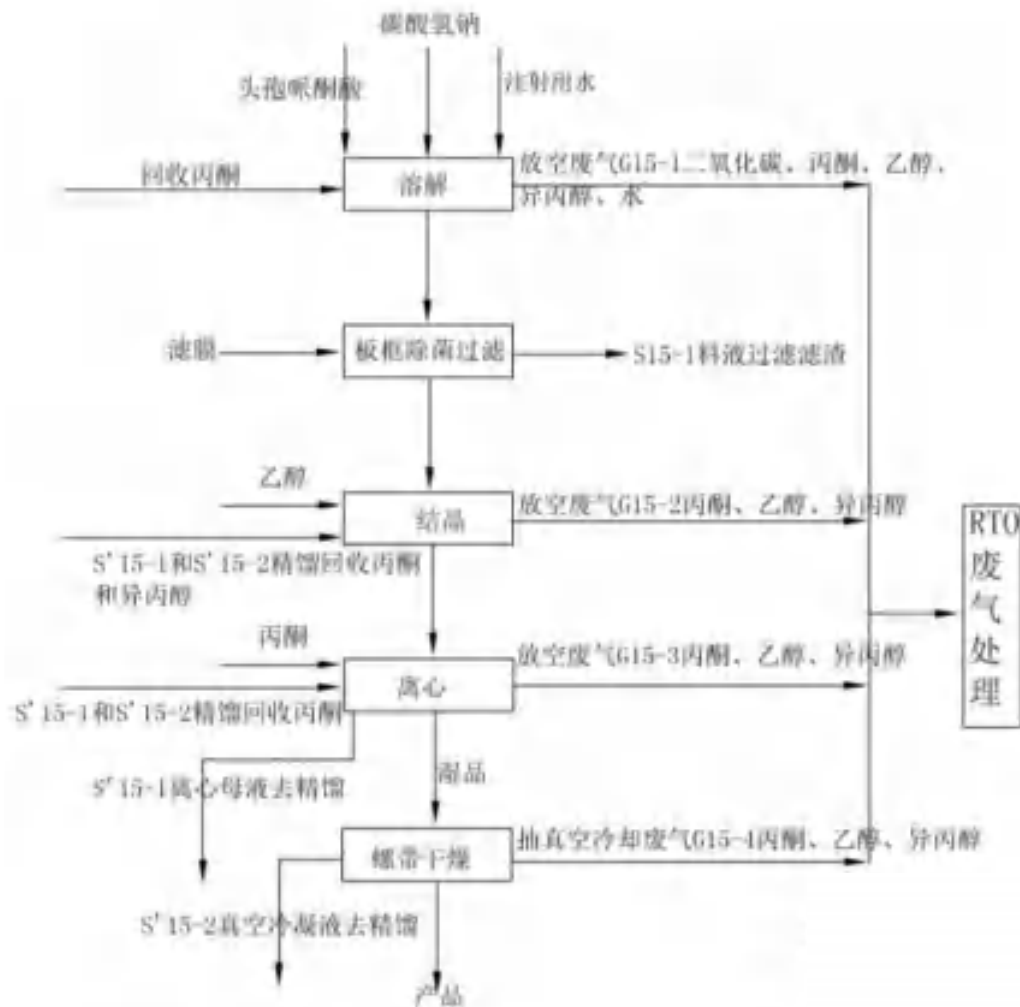 碳酸氢钠
头孢哌酮酸
注射用水
回收丙酮
溶解
放空废气G15-1二氧化碳、丙酮、乙醇、
异丙醇、水
滤膜
板框除菌过滤
S15-1料液过滤滤渣
乙醇
结晶
放空废气G15-2丙酮、乙醇、异丙醇
S'15-1和S'15-2精馏回收丙酮
和异丙醇
RTO
废
气
处
理
丙酮
离心
放空废气G15-3丙酮、乙醇、异丙醇
S'15-1和S'15-2精馏回收丙酮
湿品
S'15-1离心母液去精馏
螺带干燥
抽真空冷却废气G15-4丙酮、乙醇、异丙醇
S'15-2真空冷凝液去精馏
产品